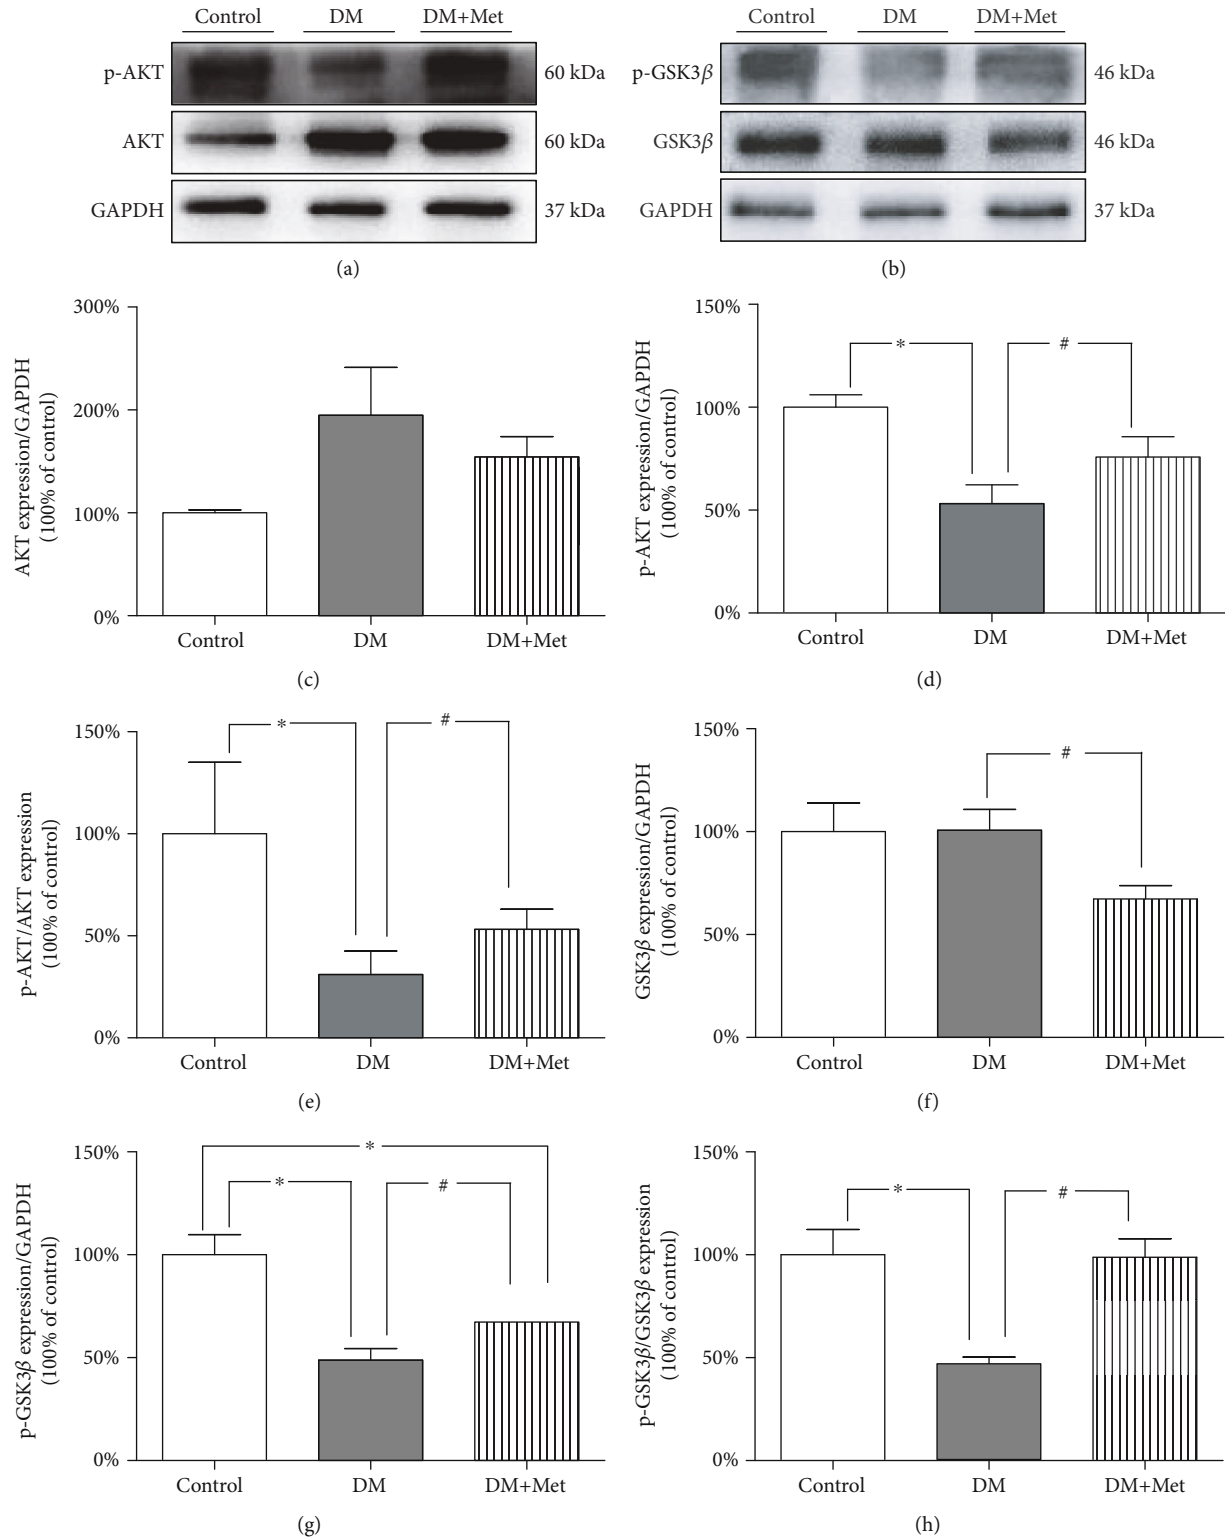 Control DM DM+Met
p-AKT 60 kDa
AKT 60 kDa
GAPDH 37 kDa
(a)
Control DM DM+Met
p-GSK3β 46 kDa
GSK3β 46 kDa
GAPDH 37 kDa
(b)
AKT expression/GAPDH
(100% of control)
300%
200%
100%
0%
Control DM DM+Met
(c)
p-AKT expression/GAPDH
(100% of control)
150%
100%
50%
0%
* #
Control DM DM+Met
(d)
p-AKT/AKT expression
(100% of control)
150%
100%
50%
0%
* #
Control DM DM+Met
(e)
GSK3β expression/GAPDH
(100% of control)
150%
100%
50%
0%
#
Control DM DM+Met
(f)
p-GSK3β expression/GAPDH
(100% of control)
150%
100%
50%
0%
*
* #
Control DM DM+Met
(g)
p-GSK3β/GSK3β expression
(100% of control)
150%
100%
50%
0%
* #
Control DM DM+Met
(h)